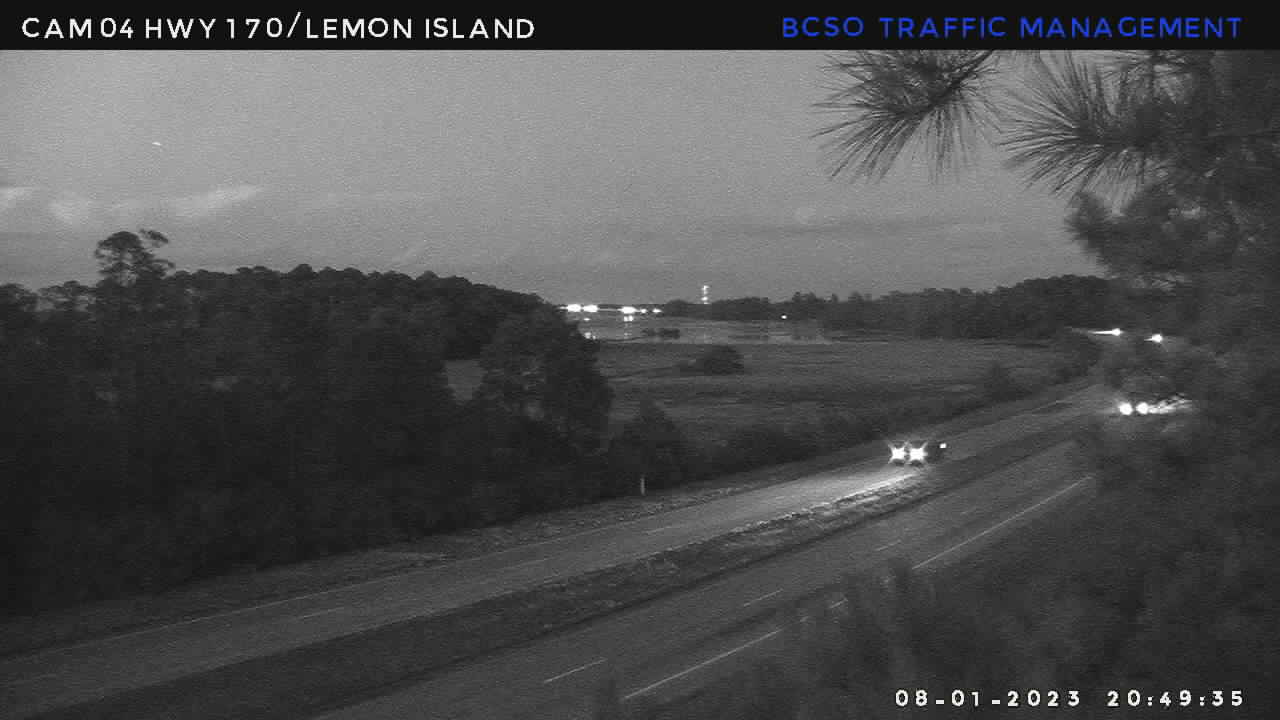 CAM04 HWY 170/LEMON ISLAND
BCSO TRAFFIC MANAGEMENT
08-01-2023 20:49:35